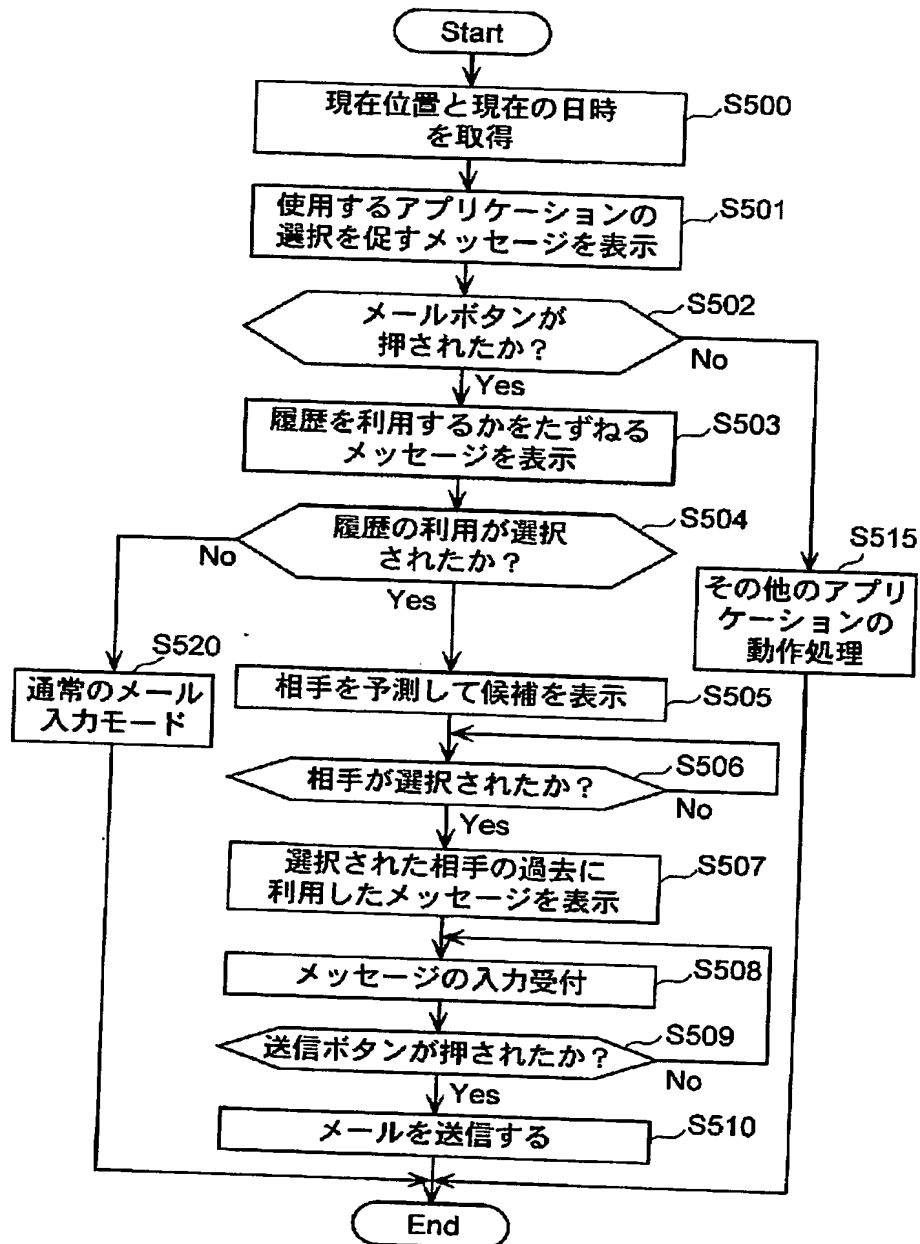 Start
現在位置と現在の日時
を取得
S500
使用するアプリケーションの
選択を促すメッセージを表示
S501
メールボタンが
押されたか?
S502
No
Yes
履歴を利用するかをたずねる
メッセージを表示
S503
履歴の利用が選択
されたか?
S504
No
Yes
S515
その他のアプリ
ケーションの
動作処理
S520
通常のメール
入力モード
相手を予測して候補を表示
S505
相手が選択されたか?
S506
No
Yes
選択された相手の過去に
利用したメッセージを表示
S507
メッセージの入力受付
S508
送信ボタンが押されたか?
S509
No
Yes
メールを送信する
S510
End